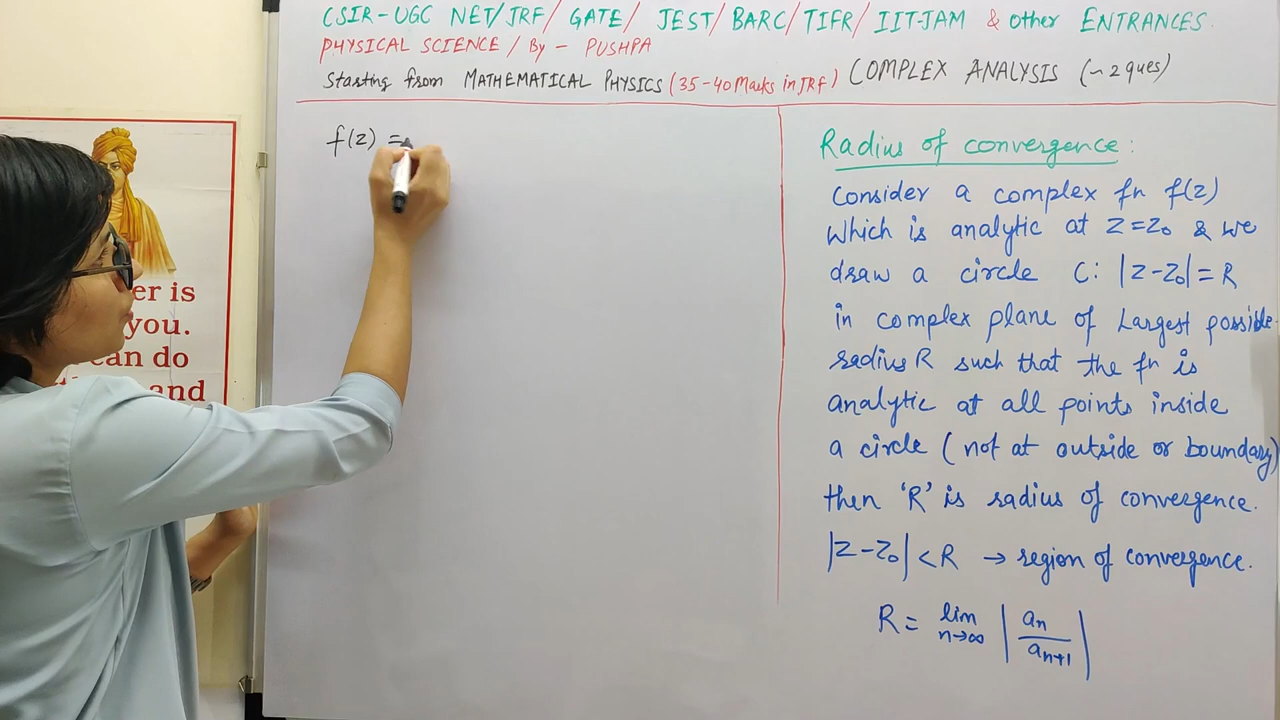 CSIR-UGC NET/JRF/ GATE/ JEST/BARC/TIFR/ IIT-JAM & other ENTRANCES.
PHYSICAL SCIENCE / By - PUSHPA
Starting from MATHEMATICAL PHYSICS (35-40 Marks in JRF) COMPLEX ANALYSIS (~2 ques)
f(z) =
er is
you.
can do
and
Radius of convergence:
Consider a complex fn f(z)
which is analytic at z=z₀ & we
draw a circle C: |z-z₀|=R
in complex plane of Largest possible
radius R such that the fn is
analytic at all points inside
a circle (not at outside or boundary)
then 'R' is radius of convergence.
|z-z₀|<R → region of convergence.
R = lim n→∞ |aₙ/aₙ₊₁|